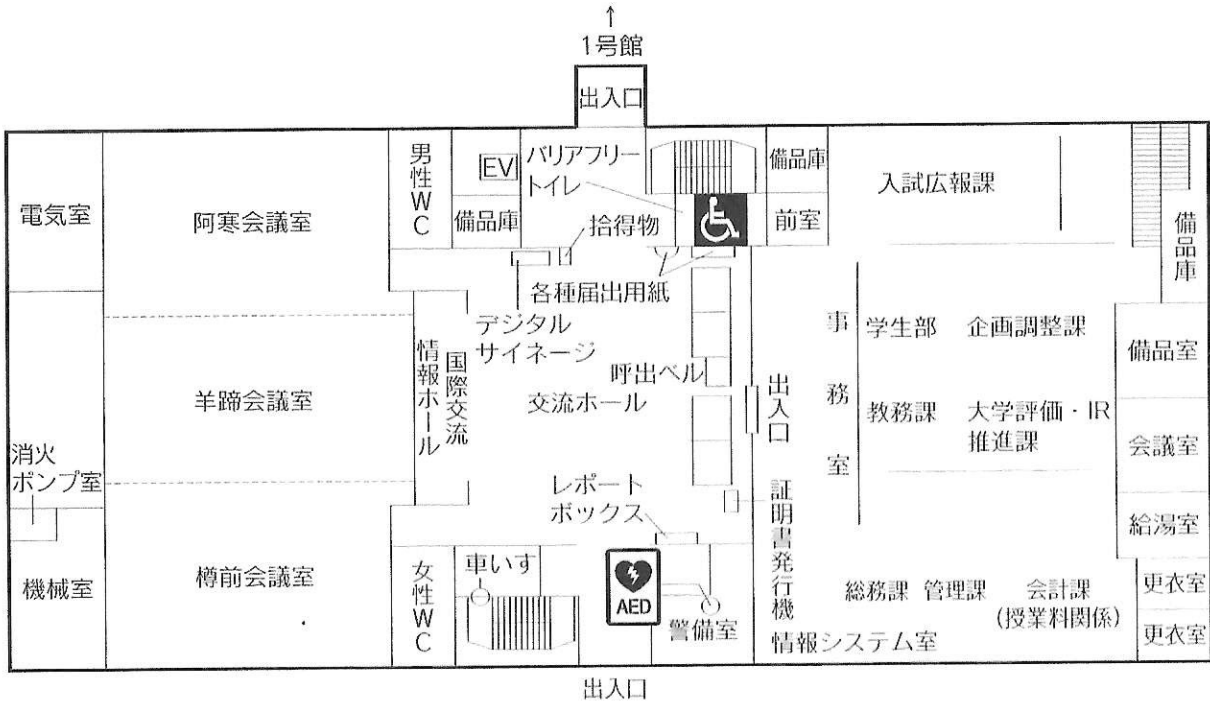 ↑
1号館
出入口
電気室
阿寒会議室
男性WC
EV
備品庫
バリアフリー
トイレ
拾得物
備品庫
前室
入試広報課
備品庫
各種届出用紙
デジタル
サイネージ
国際交流
情報ホール
羊蹄会議室
呼出ベル
交流ホール
出入口
事務室
学生部
企画調整課
教務課
大学評価・IR
推進課
備品室
会議室
給湯室
消火
ポンプ室
レポート
ボックス
証明書発行機
機械室
樽前会議室
女性WC
車いす
AED
警備室
総務課
管理課
会計課
(授業料関係)
情報システム室
更衣室
更衣室
出入口